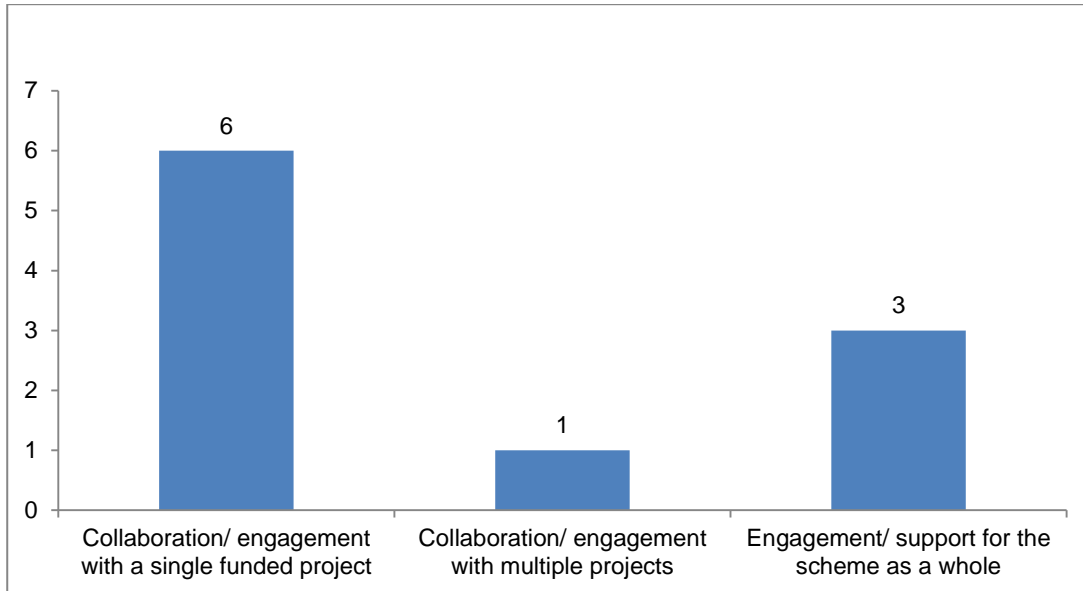 7
6
5
4
3
2
1
0
6
1
3
Collaboration/ engagement
with a single funded project
Collaboration/ engagement
with multiple projects
Engagement/ support for the
scheme as a whole